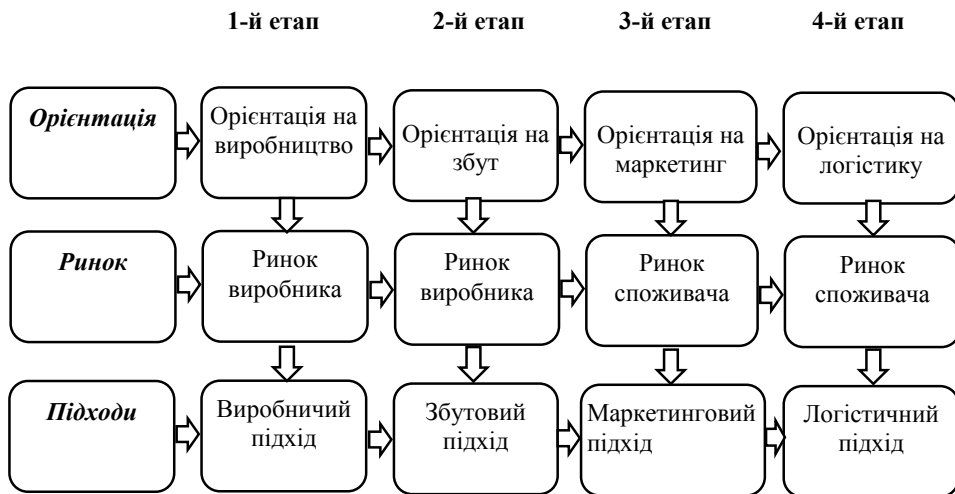 1-й етап 2-й етап 3-й етап 4-й етап
Орієнтація
Орієнтація на
виробництво
Орієнтація на
збут
Орієнтація на
маркетинг
Орієнтація на
логістику
Ринок
Ринок
виробника
Ринок
виробника
Ринок
споживача
Ринок
споживача
Підходи
Виробничий
підхід
Збутовий
підхід
Маркетинговий
підхід
Логістичний
підхід